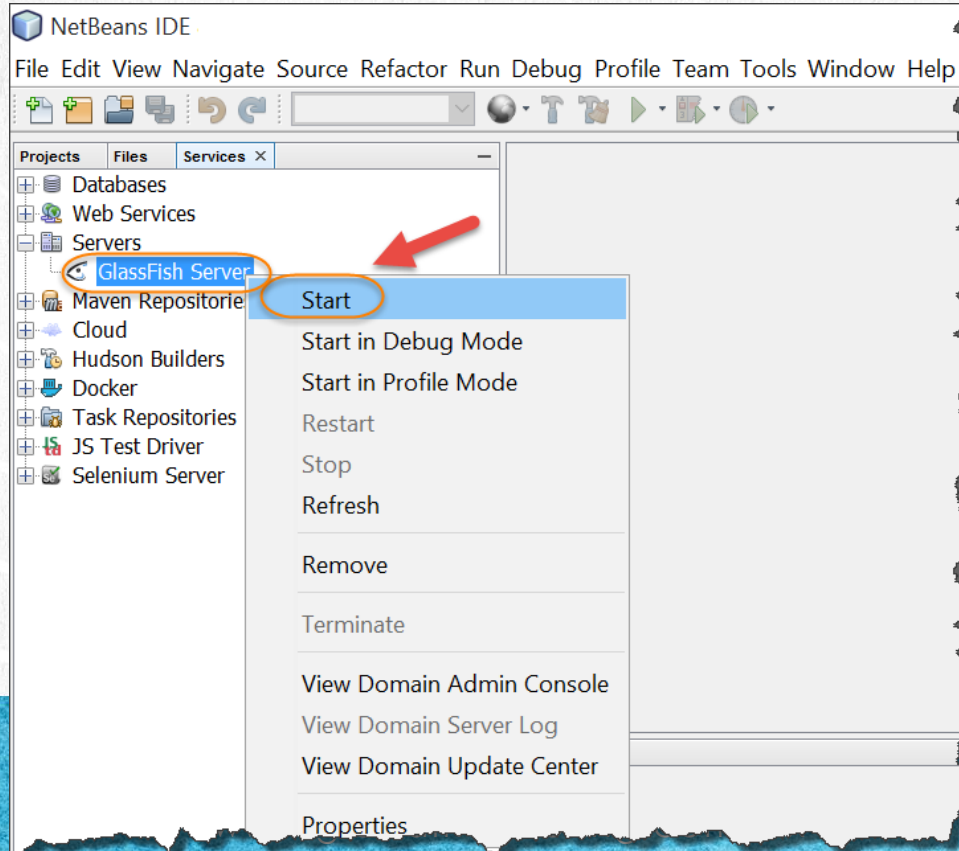 NetBeans IDE
File Edit View Navigate Source Refactor Run Debug Profile Team Tools Window Help
Projects Files Services
Databases
Web Services
Servers
GlassFish Server
Maven Repositorie
Cloud
Hudson Builders
Docker
Task Repositories
JS Test Driver
Selenium Server
Start
Start in Debug Mode
Start in Profile Mode
Restart
Stop
Refresh
Remove
Terminate
View Domain Admin Console
View Domain Server Log
View Domain Update Center
Properties